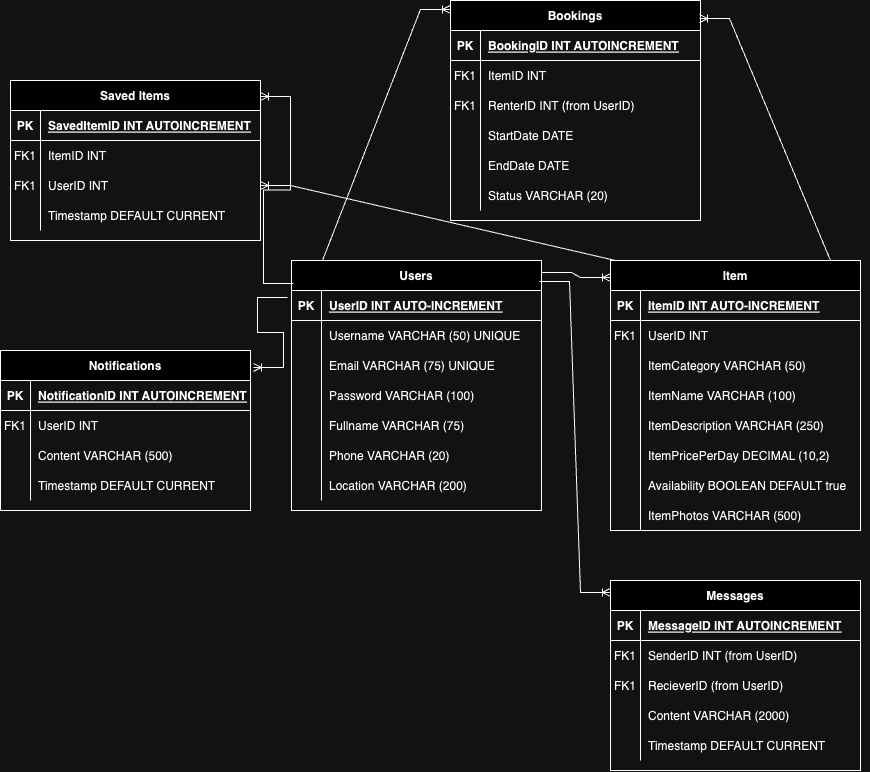 Bookings
PK BookingID INT AUTOINCREMENT
FK1 ItemID INT
FK1 RenterID INT (from UserID)
StartDate DATE
EndDate DATE
Status VARCHAR (20)
Saved Items
PK SavedItemID INT AUTOINCREMENT
FK1 ItemID INT
FK1 UserID INT
Timestamp DEFAULT CURRENT
Users
PK UserID INT AUTO-INCREMENT
Username VARCHAR (50) UNIQUE
Email VARCHAR (75) UNIQUE
Password VARCHAR (100)
Fullname VARCHAR (75)
Phone VARCHAR (20)
Location VARCHAR (200)
Item
PK ItemID INT AUTO-INCREMENT
FK1 UserID INT
ItemCategory VARCHAR (50)
ItemName VARCHAR (100)
ItemDescription VARCHAR (250)
ItemPricePerDay DECIMAL (10,2)
Availability BOOLEAN DEFAULT true
ItemPhotos VARCHAR (500)
Notifications
PK NotificationID INT AUTOINCREMENT
FK1 UserID INT
Content VARCHAR (500)
Timestamp DEFAULT CURRENT
Messages
PK MessageID INT AUTOINCREMENT
FK1 SenderID INT (from UserID)
FK1 RecieverID (from UserID)
Content VARCHAR (2000)
Timestamp DEFAULT CURRENT